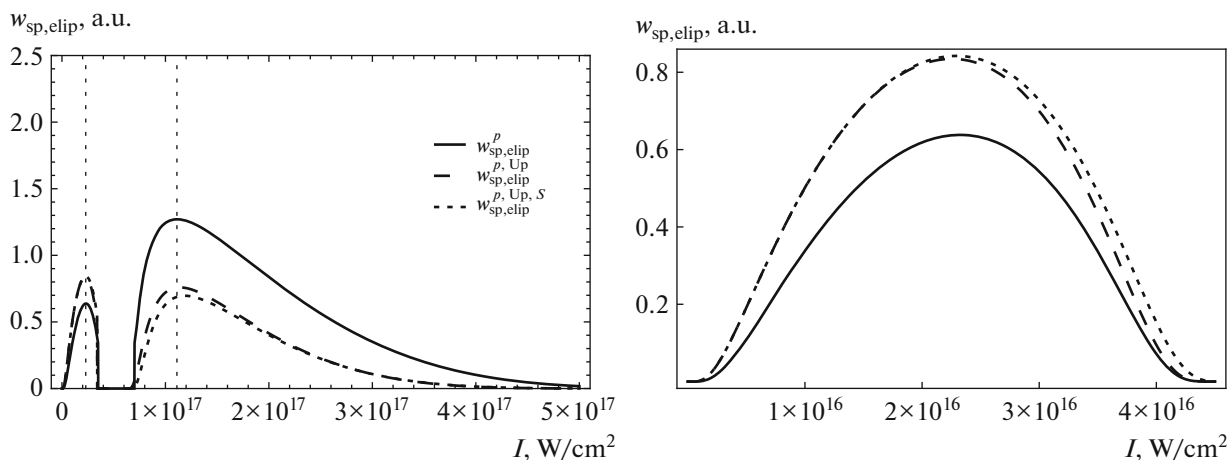 w_sp,elip, a.u.
2.5
2.0
1.5
1.0
0.5
0
w^p_sp,elip
w^p, Up_sp,elip
w^p, Up, S_sp,elip
0 1×10^17 2×10^17 3×10^17 4×10^17 5×10^17
I, W/cm^2
w_sp,elip, a.u.
0.8
0.6
0.4
0.2
1×10^16 2×10^16 3×10^16 4×10^16
I, W/cm^2